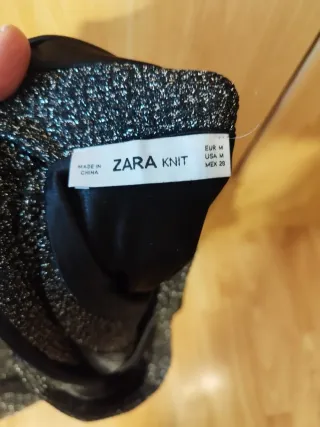 MADE IN
CHINA
ZARA KNIT
EUR M
USA M
MEX 28